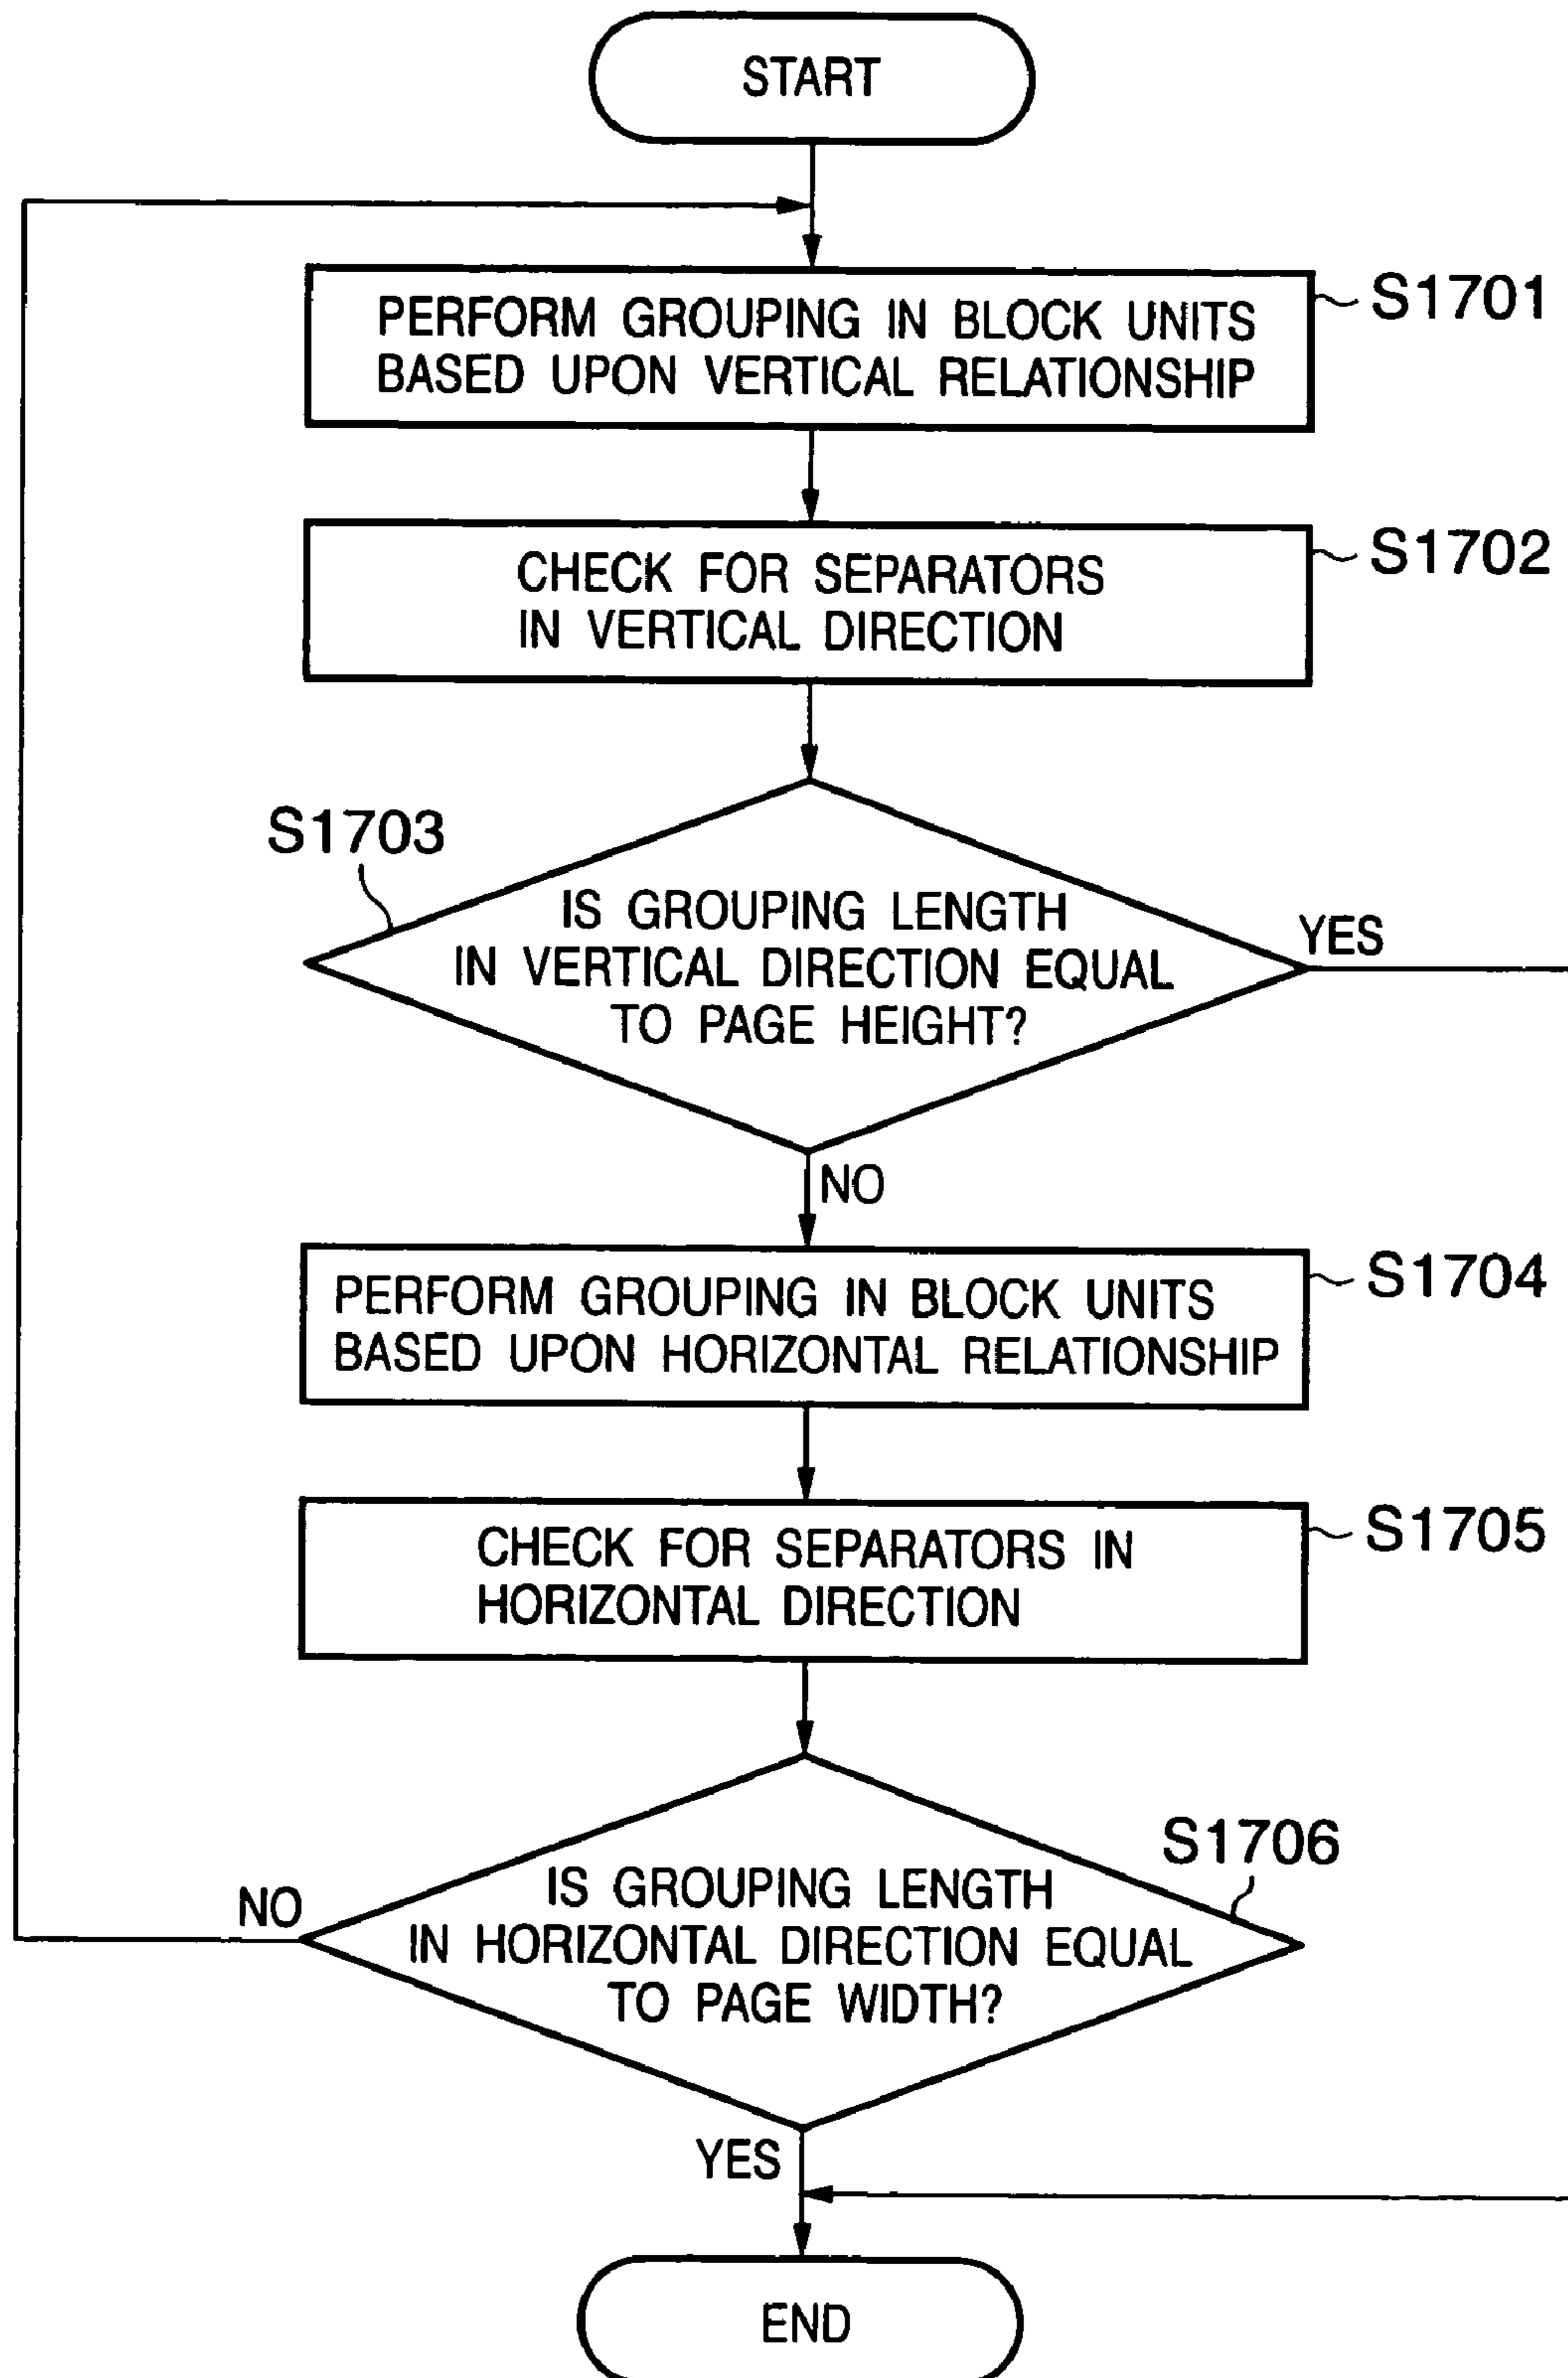 START
PERFORM GROUPING IN BLOCK UNITS
BASED UPON VERTICAL RELATIONSHIP
S1701
CHECK FOR SEPARATORS
IN VERTICAL DIRECTION
S1702
S1703
IS GROUPING LENGTH
IN VERTICAL DIRECTION EQUAL
TO PAGE HEIGHT?
YES
NO
PERFORM GROUPING IN BLOCK UNITS
BASED UPON HORIZONTAL RELATIONSHIP
S1704
CHECK FOR SEPARATORS IN
HORIZONTAL DIRECTION
S1705
S1706
IS GROUPING LENGTH
IN HORIZONTAL DIRECTION EQUAL
TO PAGE WIDTH?
NO
YES
END